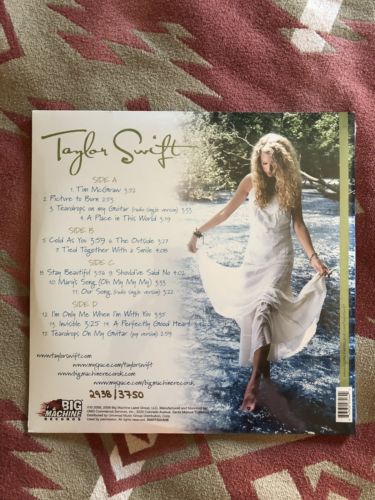 Taylor Swift
SIDE A
1. Tim McGraw 3:52
2. Picture to Burn 2:53
3. Teardrops on my Guitar (radio single version) 3:23
4. A Place in This World 3:19
SIDE B
5. Cold As You 3:59 6. The Outside 3:27
7. Tied Together With a Smile 4:08
SIDE C
8. Stay Beautiful 3:56 9. Should've Said No 4:02
10. Mary's Song (Oh My My My) 3:33
11. Our Song (radio single version) 3:22
SIDE D
12. I'm Only Me When I'm With You 3:35
13. Invisible 3:25 14. A Perfectly Good Heart
15. Teardrops On My Guitar (pop version)
www.taylorswift.com
www.myspace.com/taylorswift
www.bigmachinerecords.com
www.myspace.com/bigmachinerecords
2938/3750
BIG
MACHINE
RECORDS